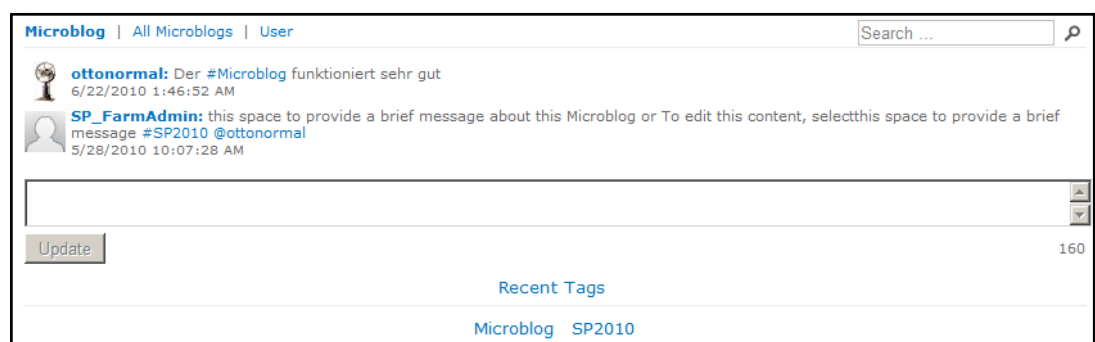 Microblog | All Microblogs | User
Search ...
ottonormal: Der #Microblog funktioniert sehr gut
6/22/2010 1:46:52 AM
SP_FarmAdmin: this space to provide a brief message about this Microblog or To edit this content, selectthis space to provide a brief
message #SP2010 @ottonormal
5/28/2010 10:07:28 AM
Update
160
Recent Tags
Microblog SP2010